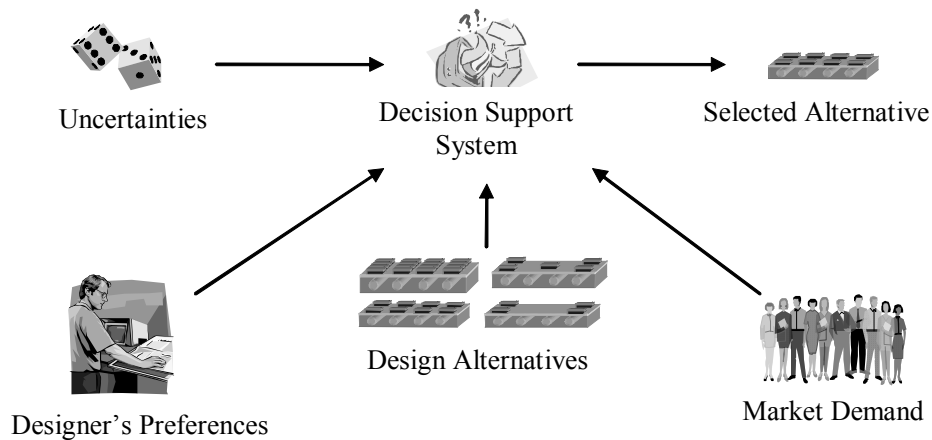 ?!
Uncertainties
Decision Support
System
Selected Alternative
Design Alternatives
Designer’s Preferences
Market Demand